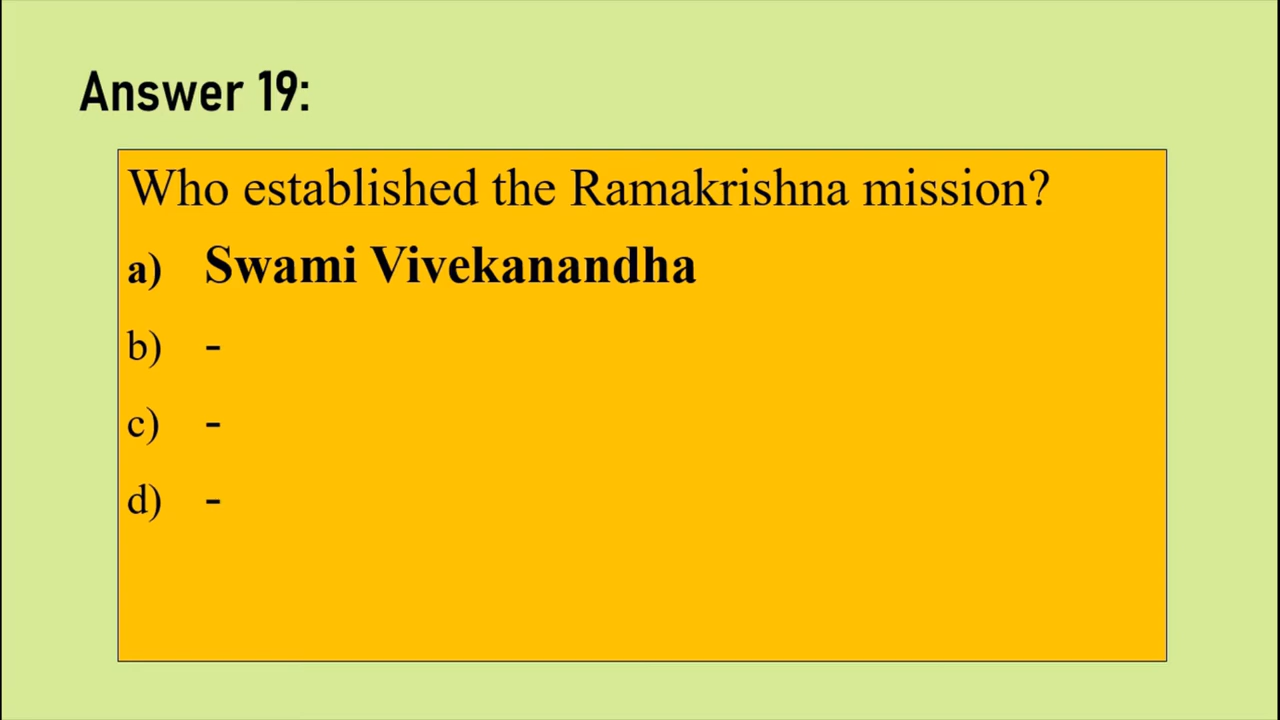 Answer 19:
Who established the Ramakrishna mission?
a) Swami Vivekanandha
b) -
c) -
d) -